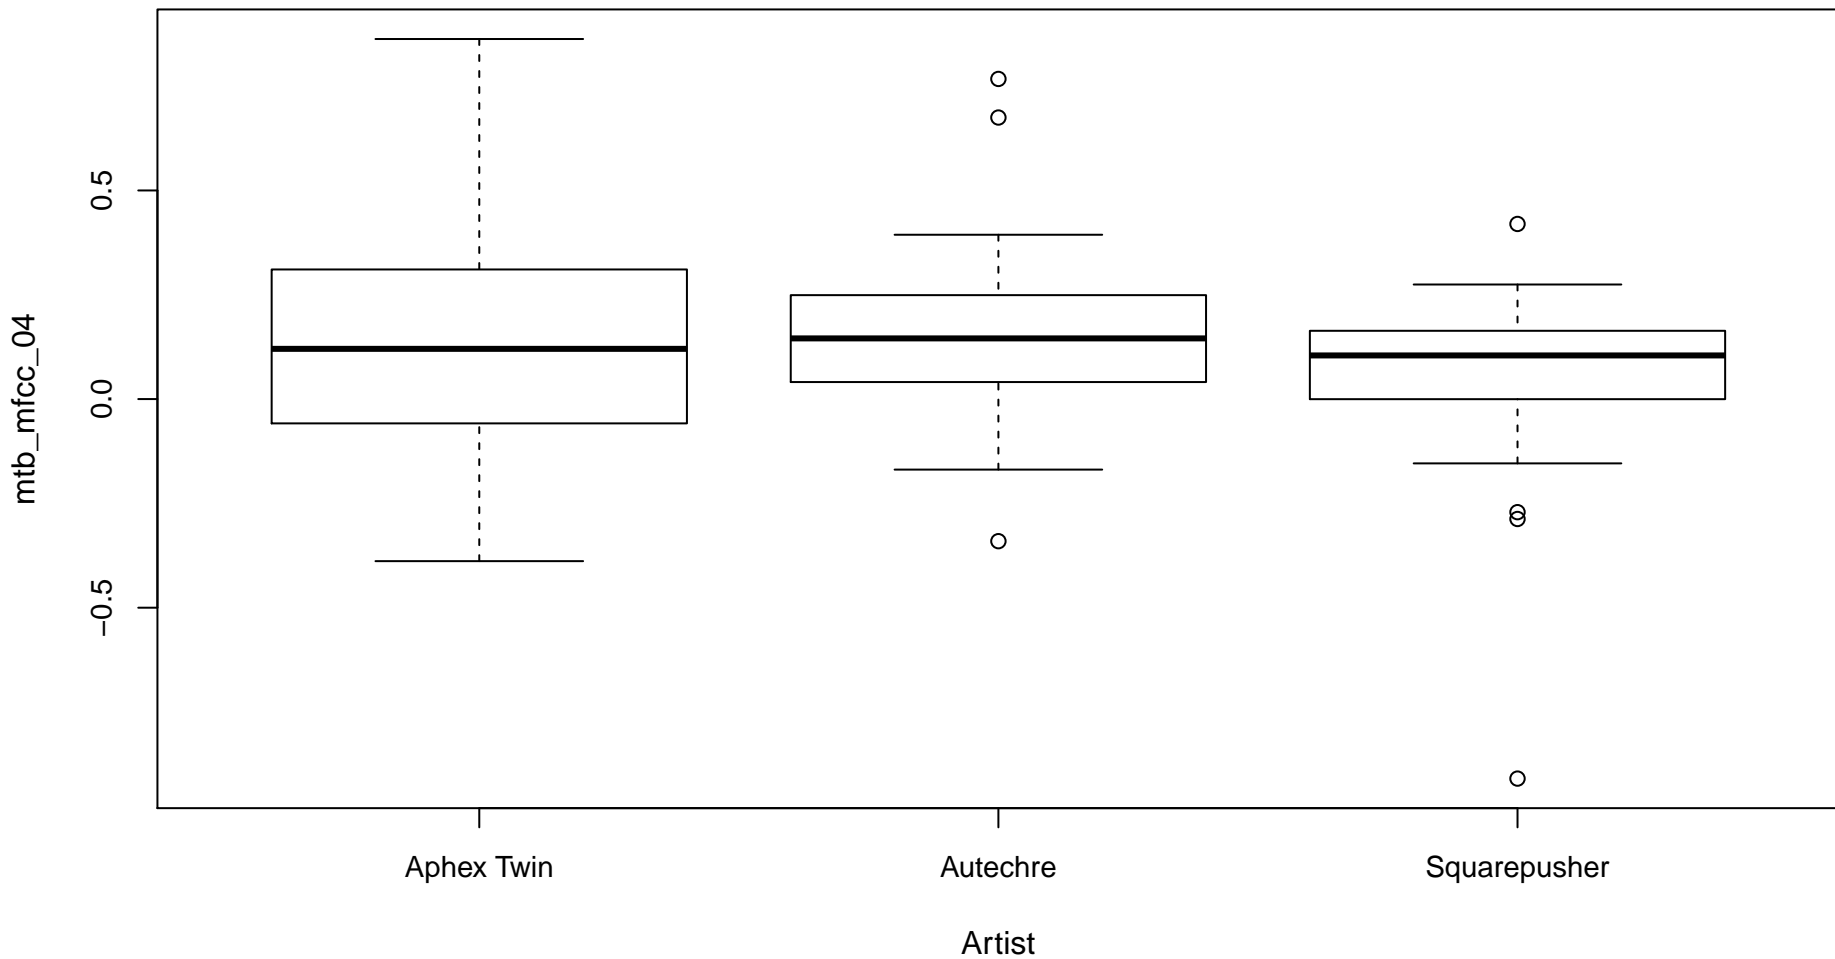 mtb_mfcc_04
0.5
0.0
−0.5
Aphex Twin
Autechre
Squarepusher
Artist